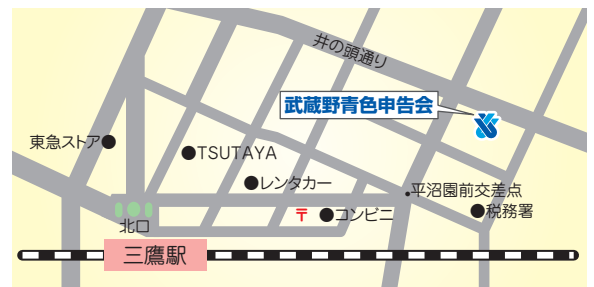 井の頭通り
武蔵野青色申告会
東急ストア
TSUTAYA
レンタカー
平沼園前交差点
〒
コンビニ
税務署
北口
三鷹駅